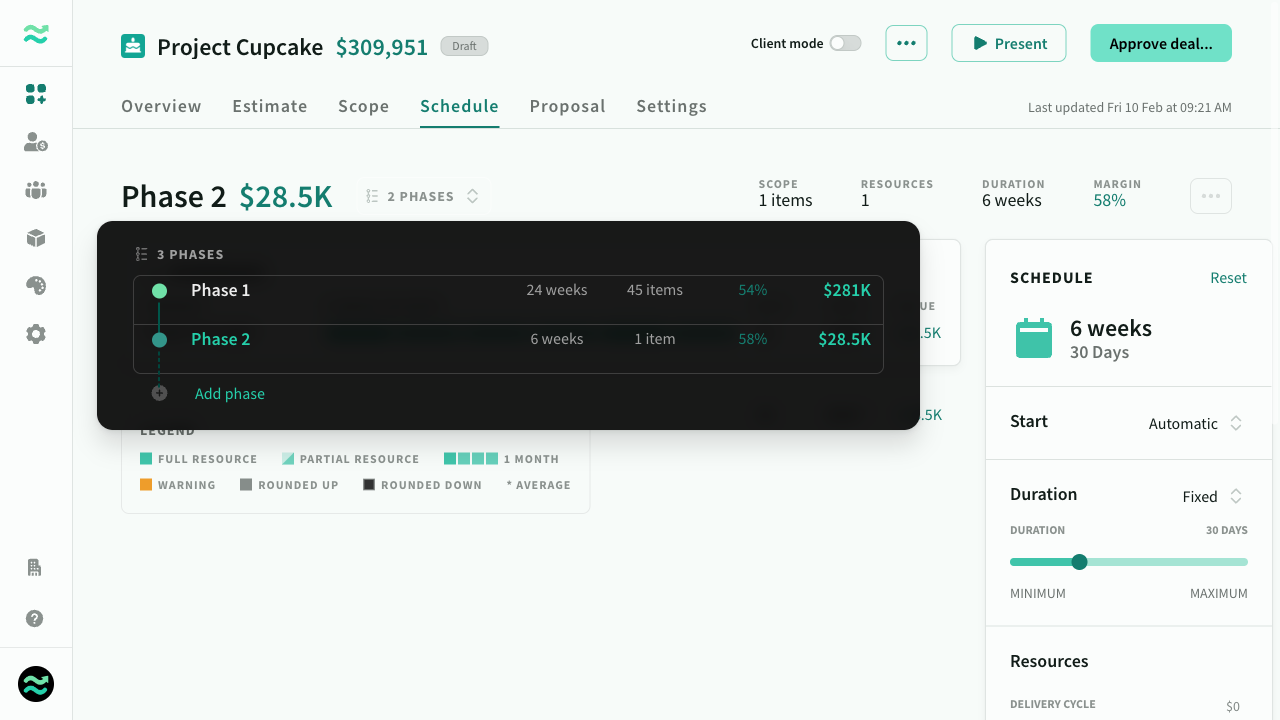 Project Cupcake $309,951 Draft
Client mode
Present
Approve deal...
Overview Estimate Scope Schedule Proposal Settings
Last updated Fri 10 Feb at 09:21 AM
Phase 2 $28.5K
2 PHASES
SCOPE
1 items
RESOURCES
1
DURATION
6 weeks
MARGIN
58%
3 PHASES
Phase 1 24 weeks 45 items 54% $281K
Phase 2 6 weeks 1 item 58% $28.5K
Add phase
UE
.5K
.5K
LEGEND
FULL RESOURCE PARTIAL RESOURCE 1 MONTH
WARNING ROUNDED UP ROUNDED DOWN * AVERAGE
SCHEDULE Reset
6 weeks
30 Days
Start Automatic
Duration Fixed
DURATION 30 DAYS
MINIMUM MAXIMUM
Resources
DELIVERY CYCLE $0